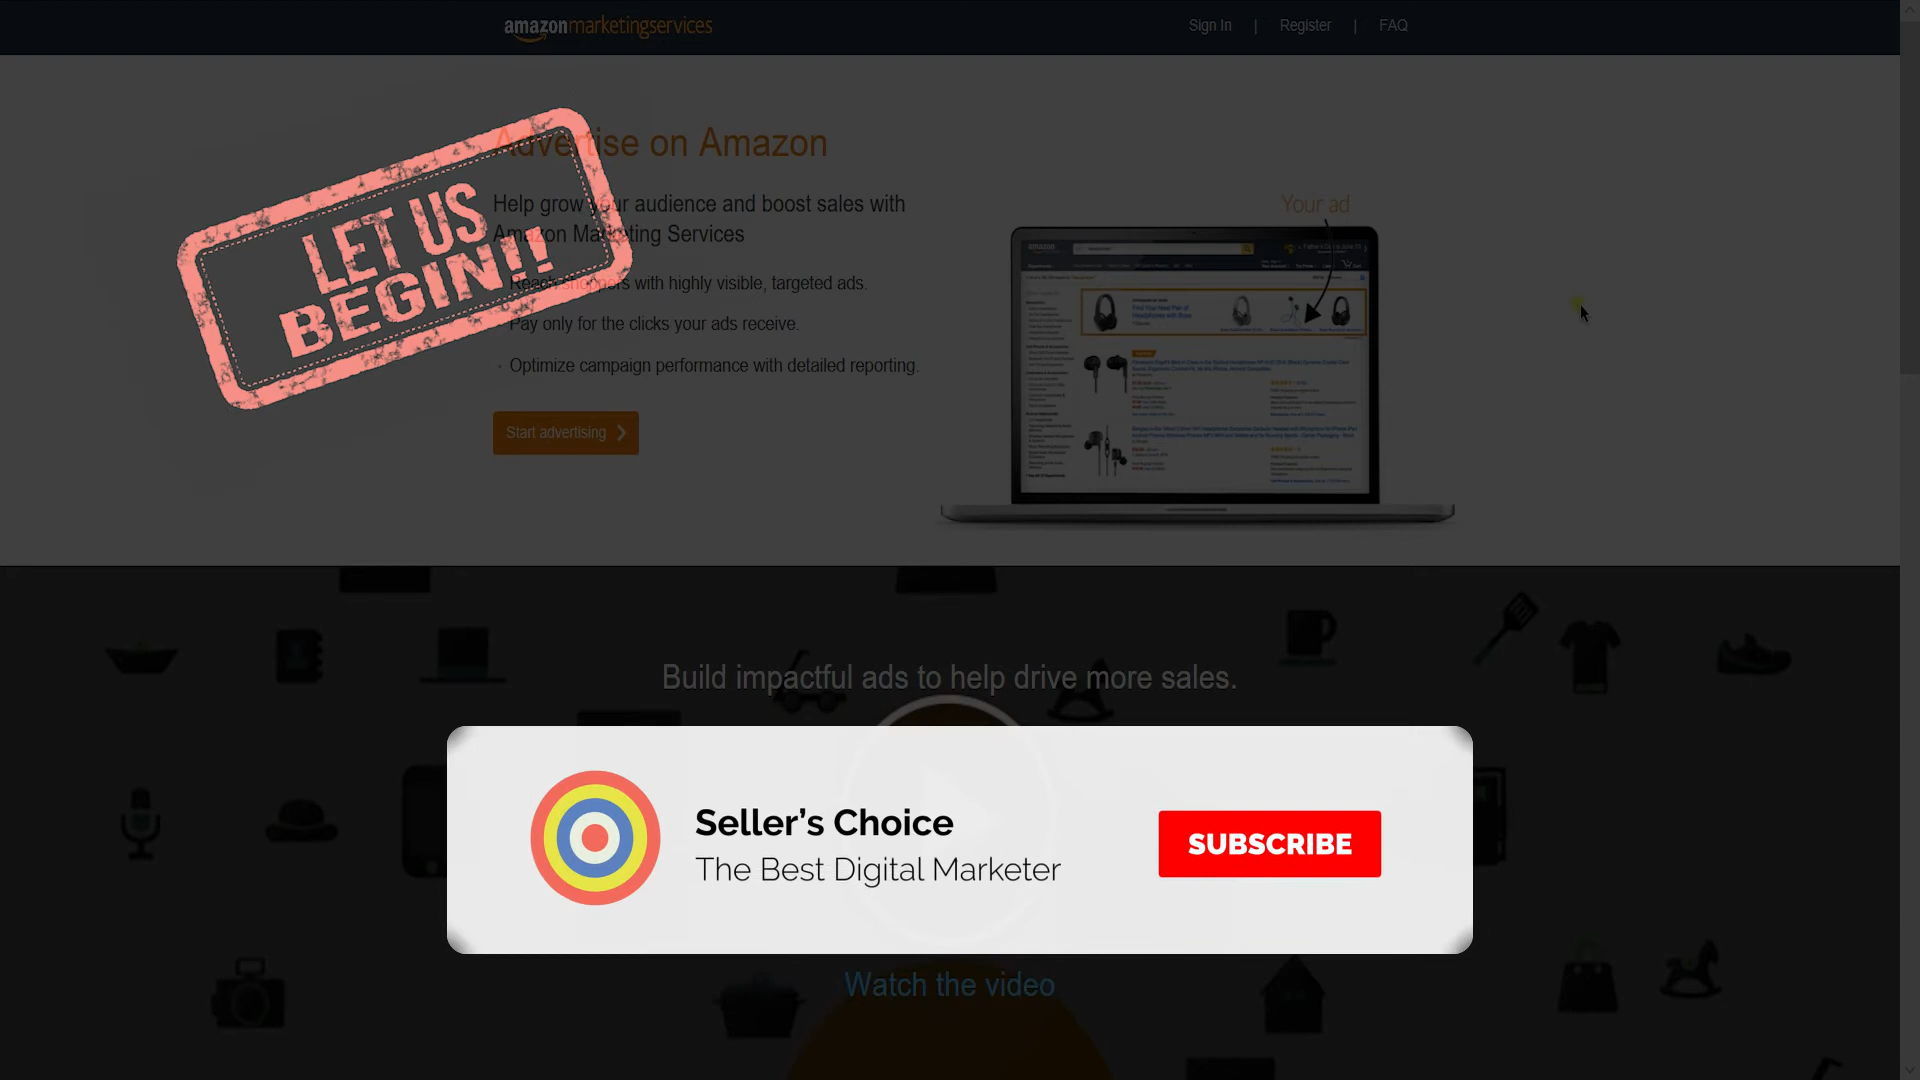 amazonmarketingservices
Sign In | Register | FAQ
Advertise on Amazon
LET US
BEGIN!!
Help grow your audience and boost sales with
Amazon Marketing Services
Reach shoppers with highly visible, targeted ads.
Pay only for the clicks your ads receive.
· Optimize campaign performance with detailed reporting.
Start advertising
Your ad
amazon
Build impactful ads to help drive more sales.
Seller's Choice
The Best Digital Marketer
SUBSCRIBE
Watch the video